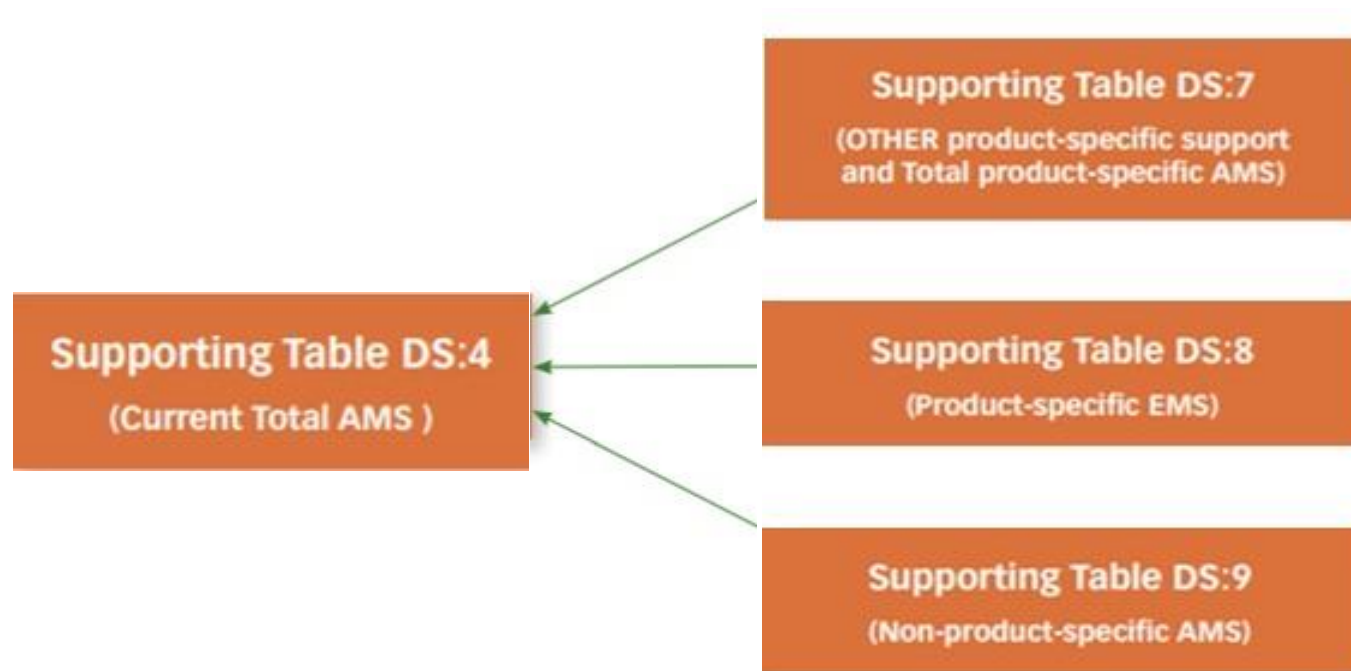 Supporting Table DS:7
(OTHER product-specific support
and Total product-specific AMS)
Supporting Table DS:4
(Current Total AMS )
Supporting Table DS:8
(Product-specific EMS)
Supporting Table DS:9
(Non-product-specific AMS)